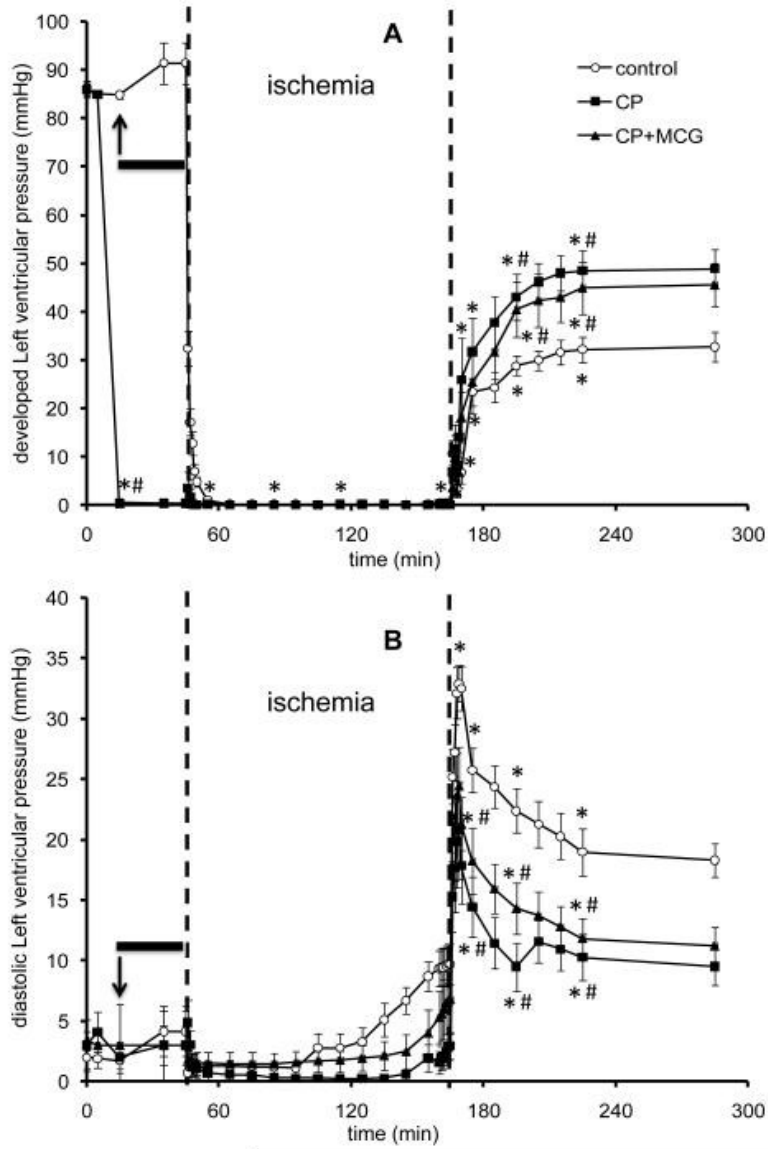 A
ischemia
control
CP
CP+MCG
developed Left ventricular pressure (mmHg)
100
90
80
70
60
50
40
30
20
10
0
*# * * * * * * * * *# *# *# *# * *
0 60 120 180 240 300
time (min)
B
ischemia
diastolic Left ventricular pressure (mmHg)
40
35
30
25
20
15
10
5
0
* * * * *# *# *# *# *# *#
0 60 120 180 240 300
time (min)